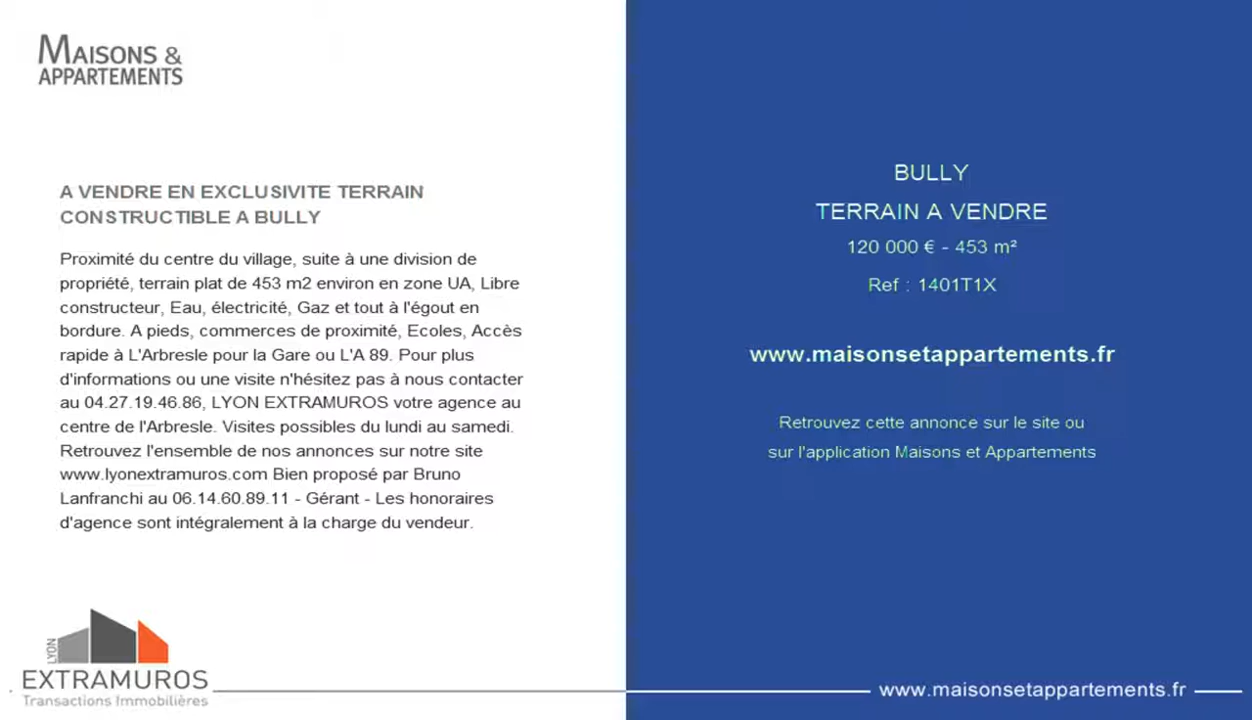 MAISONS &
APPARTEMENTS
A VENDRE EN EXCLUSIVITE TERRAIN
CONSTRUCTIBLE A BULLY
Proximité du centre du village, suite à une division de
propriété, terrain plat de 453 m2 environ en zone UA, Libre
constructeur, Eau, électricité, Gaz et tout à l'égout en
bordure. A pieds, commerces de proximité, Ecoles, Accès
rapide à L'Arbresle pour la Gare ou L'A 89. Pour plus
d'informations ou une visite n'hésitez pas à nous contacter
au 04.27.19.46.86, LYON EXTRAMUROS votre agence au
centre de l'Arbresle. Visites possibles du lundi au samedi.
Retrouvez l'ensemble de nos annonces sur notre site
www.lyonextramuros.com Bien proposé par Bruno
Lanfranchi au 06.14.60.89.11 - Gérant - Les honoraires
d'agence sont intégralement à la charge du vendeur.
LYON
EXTRAMUROS
Transactions Immobilières
BULLY
TERRAIN A VENDRE
120 000 € - 453 m²
Ref : 1401T1X
www.maisonsetappartements.fr
Retrouvez cette annonce sur le site ou
sur l'application Maisons et Appartements
www.maisonsetappartements.fr